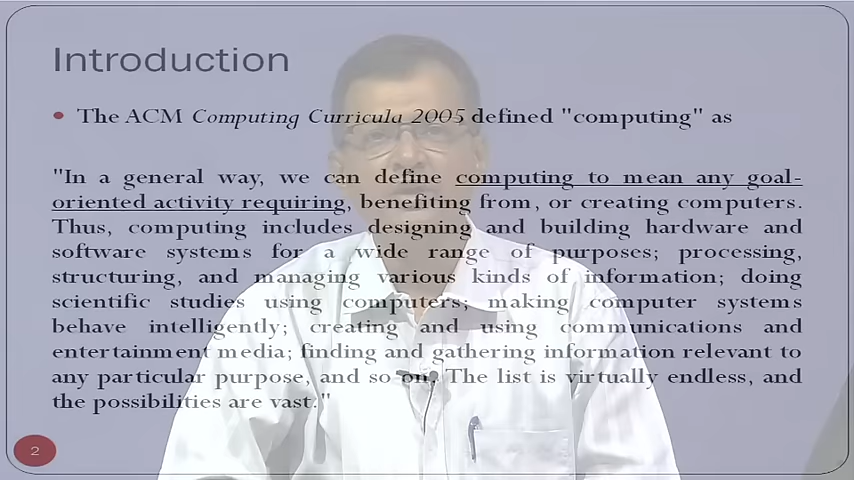 Introduction
• The ACM Computing Curricula 2005 defined "computing" as
"In a general way, we can define computing to mean any goal-
oriented activity requiring, benefiting from, or creating computers.
Thus, computing includes designing and building hardware and
software systems for a wide range of purposes; processing,
structuring, and managing various kinds of information; doing
scientific studies using computers; making computer systems
behave intelligently; creating and using communications and
entertainment media; finding and gathering information relevant to
any particular purpose, and so on. The list is virtually endless, and
the possibilities are vast."
2